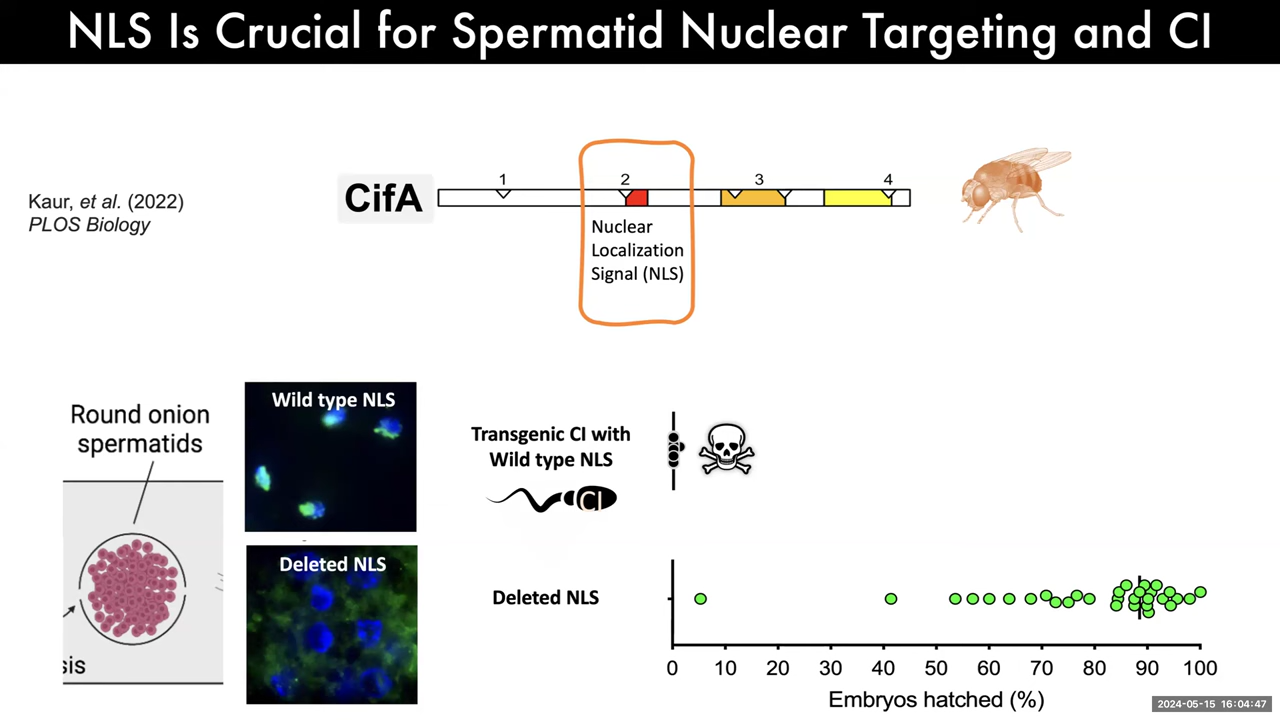 NLS Is Crucial for Spermatid Nuclear Targeting and CI
Kaur, et al. (2022)
PLOS Biology
CifA
1
2
3
4
Nuclear
Localization
Signal (NLS)
Round onion
spermatids
sis
Wild type NLS
Deleted NLS
Transgenic CI with
Wild type NLS
CI
Deleted NLS
0 10 20 30 40 50 60 70 80 90 100
Embryos hatched (%)
2024-05-15 16:04:47